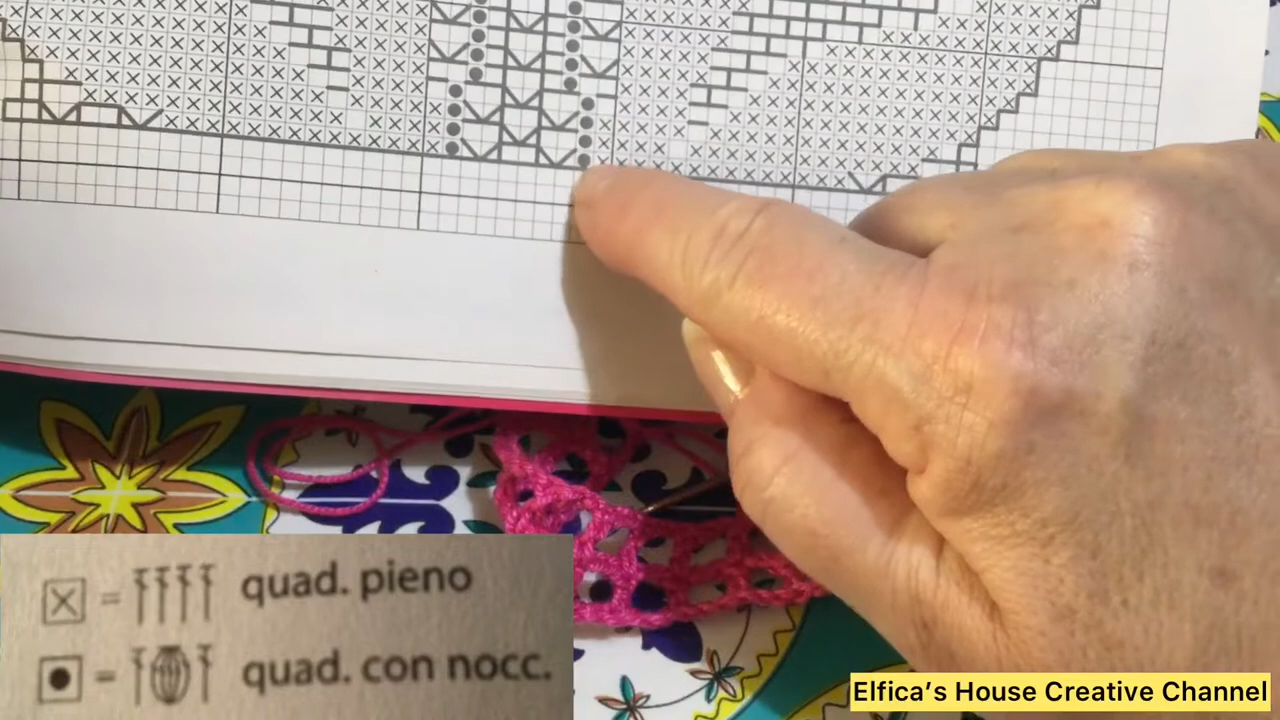 = quad. pieno
= quad. con nocc.
Elfica's House Creative Channel